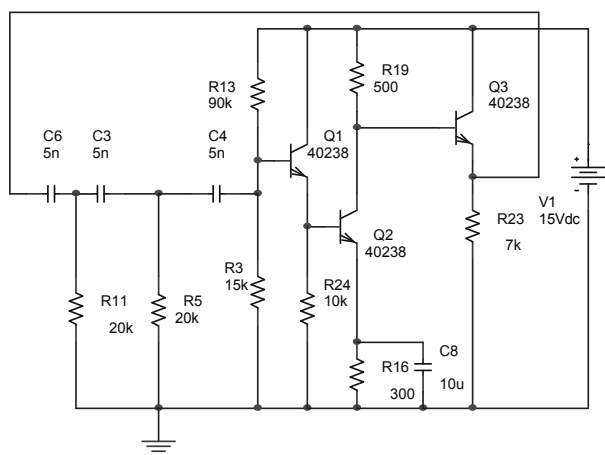 R13
90k
R19
500
Q3
40238
C6
5n
C3
5n
C4
5n
Q1
40238
+
-
V1
15Vdc
R23
7k
Q2
40238
R3
15k
R24
10k
R11
20k
R5
20k
R16
300
C8
10u